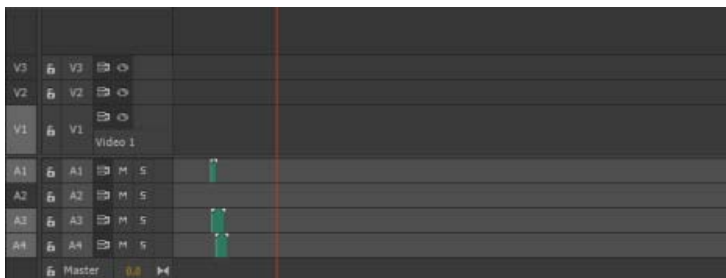 V3 V3
V2 V2
V1 V1
Video 1
A1 A1 M S
A2 A2 M S
A3 A3 M S
A4 A4 M S
Master 0.0